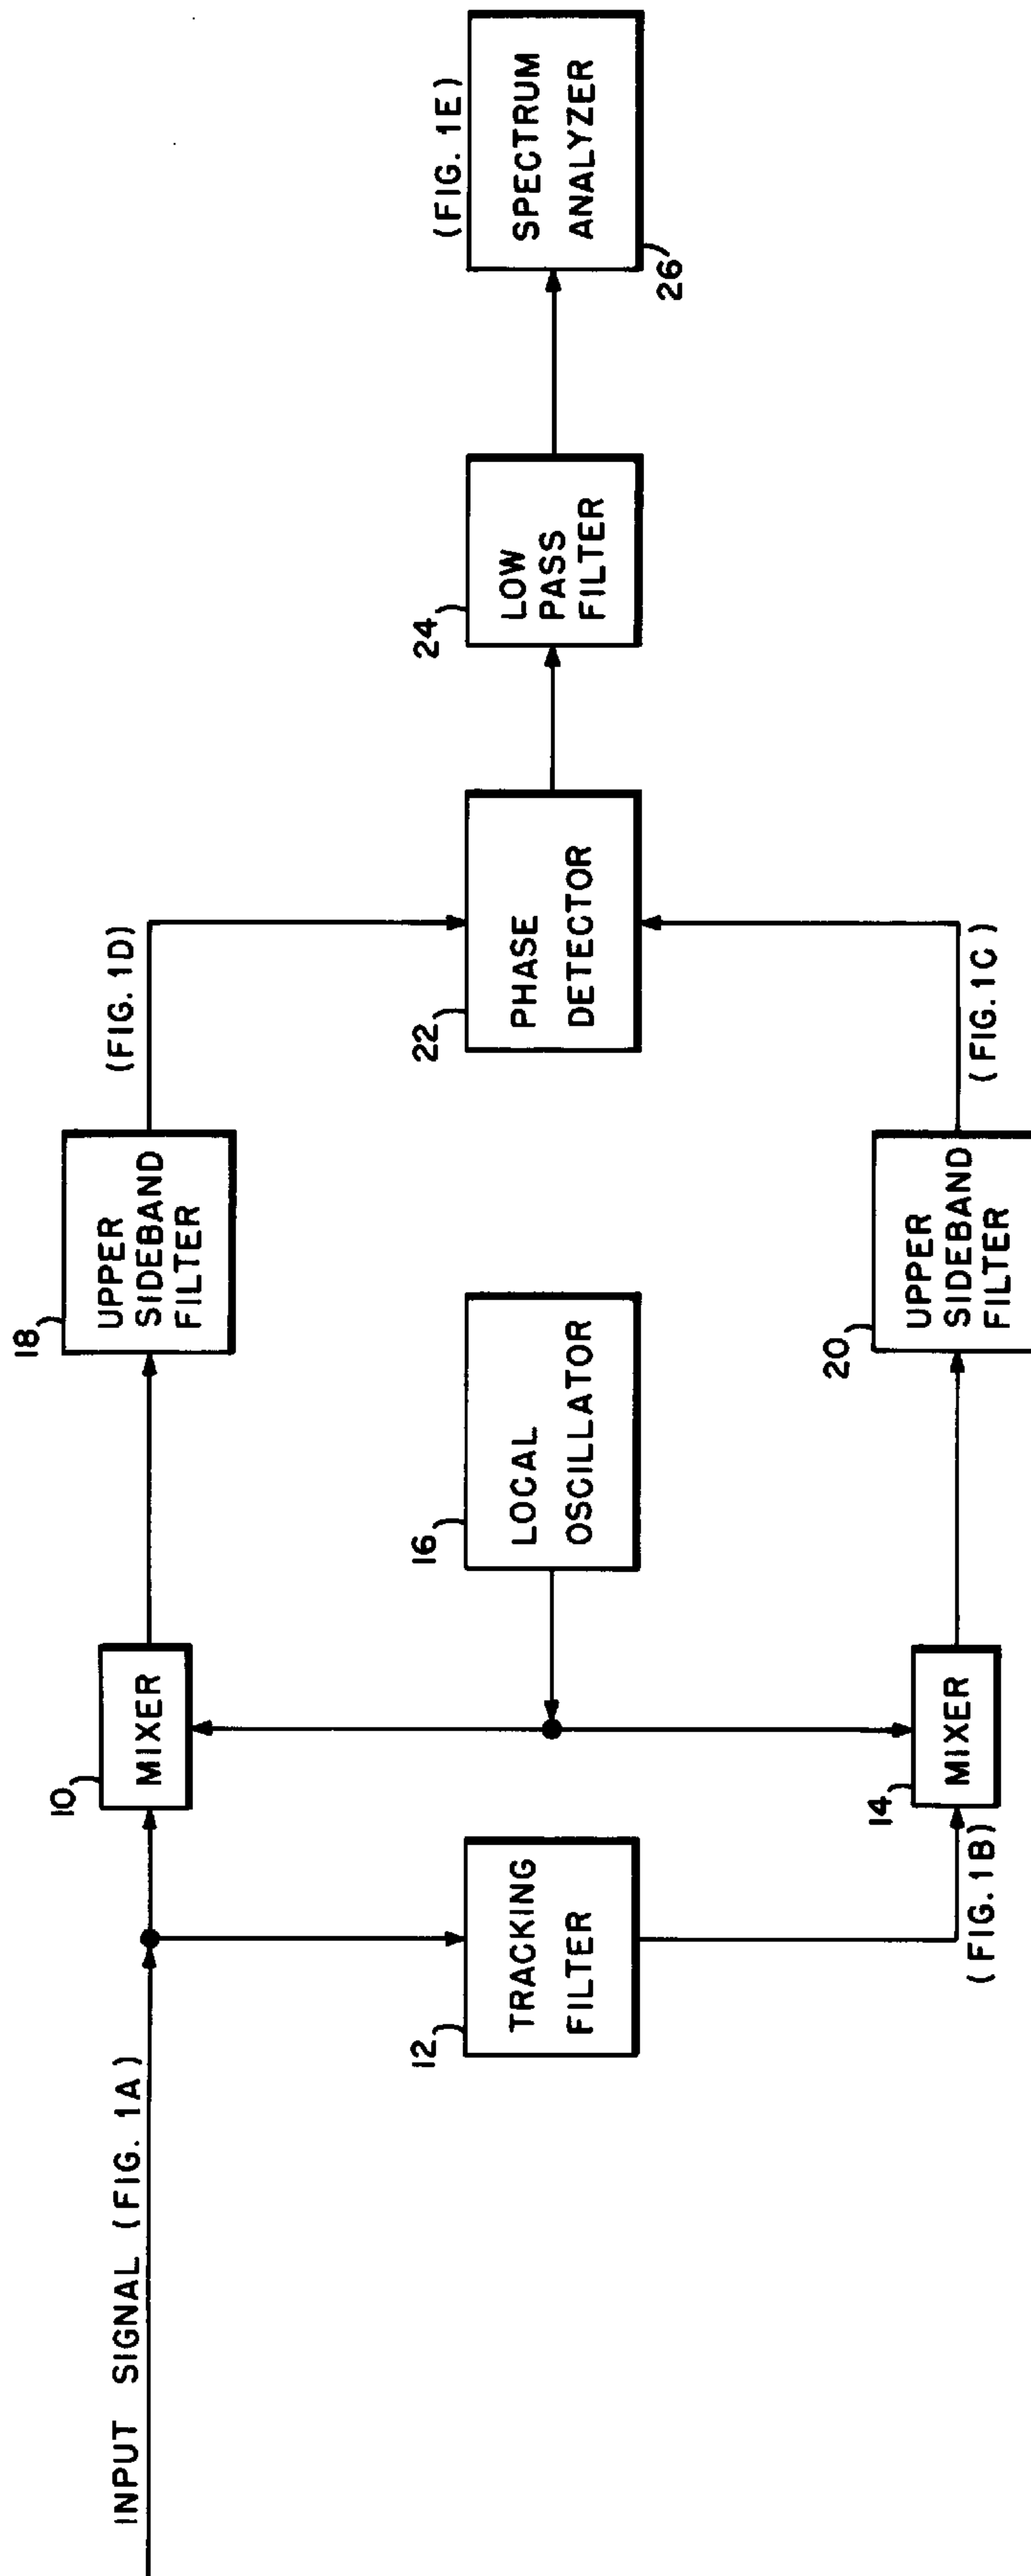 INPUT SIGNAL (FIG. 1A)
10
MIXER
18
UPPER
SIDEBAND
FILTER
(FIG. 1D)
12
TRACKING
FILTER
16
LOCAL
OSCILLATOR
22
PHASE
DETECTOR
24
LOW
PASS
FILTER
(FIG. 1E)
SPECTRUM
ANALYZER
26
(FIG. 1B)
14
MIXER
20
UPPER
SIDEBAND
FILTER
(FIG. 1C)